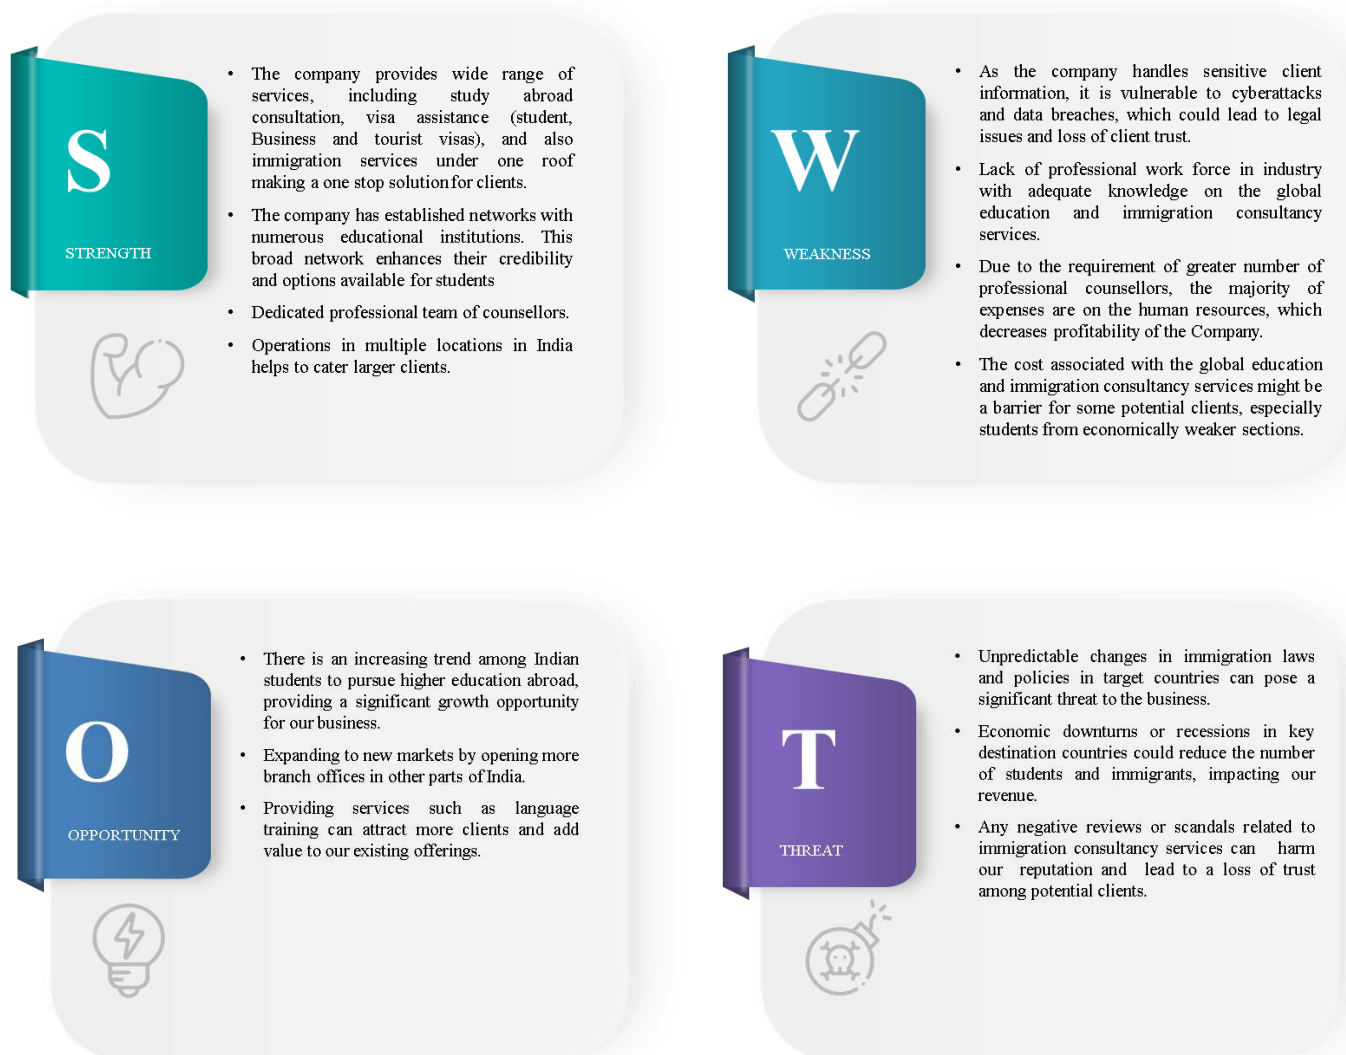 S
STRENGTH
• The company provides wide range of
services, including study abroad
consultation, visa assistance (student,
Business and tourist visas), and also
immigration services under one roof
making a one stop solution for clients.
• The company has established networks with
numerous educational institutions. This
broad network enhances their credibility
and options available for students
• Dedicated professional team of counsellors.
• Operations in multiple locations in India
helps to cater larger clients.
W
WEAKNESS
• As the company handles sensitive client
information, it is vulnerable to cyberattacks
and data breaches, which could lead to legal
issues and loss of client trust.
• Lack of professional work force in industry
with adequate knowledge on the global
education and immigration consultancy
services.
• Due to the requirement of greater number of
professional counsellors, the majority of
expenses are on the human resources, which
decreases profitability of the Company.
• The cost associated with the global education
and immigration consultancy services might be
a barrier for some potential clients, especially
students from economically weaker sections.
O
OPPORTUNITY
• There is an increasing trend among Indian
students to pursue higher education abroad,
providing a significant growth opportunity
for our business.
• Expanding to new markets by opening more
branch offices in other parts of India.
• Providing services such as language
training can attract more clients and add
value to our existing offerings.
T
THREAT
• Unpredictable changes in immigration laws
and policies in target countries can pose a
significant threat to the business.
• Economic downturns or recessions in key
destination countries could reduce the number
of students and immigrants, impacting our
revenue.
• Any negative reviews or scandals related to
immigration consultancy services can harm
our reputation and lead to a loss of trust
among potential clients.